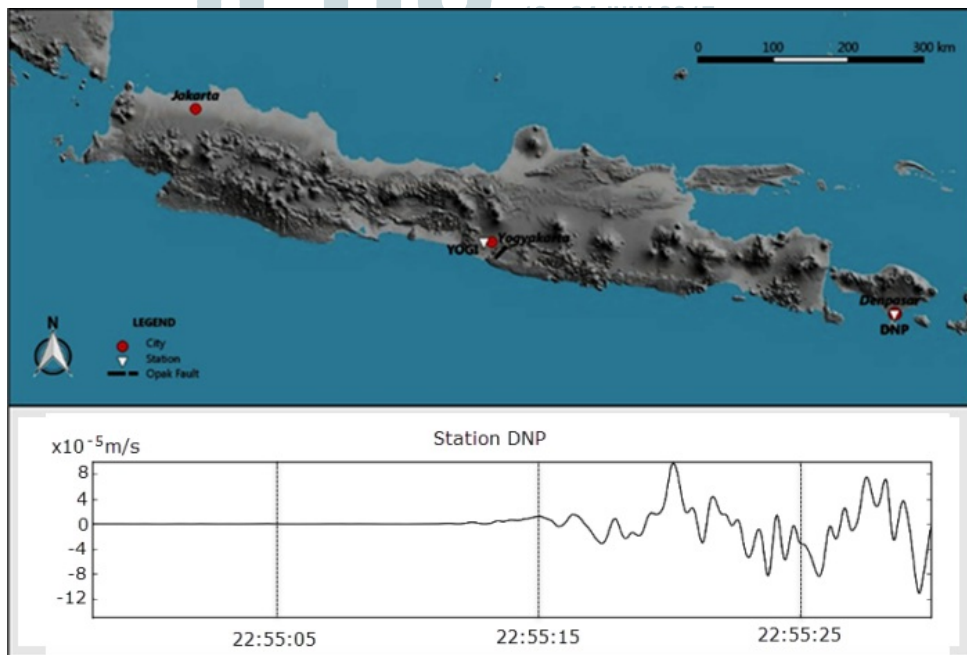 0 100 200 300 km
Jakarta
Yogyakarta
YOGI
Denpasar
DNP
N
LEGEND
City
Station
Opak Fault
Station DNP
x10⁻⁵m/s
8
4
0
-4
-8
-12
22:55:05 22:55:15 22:55:25